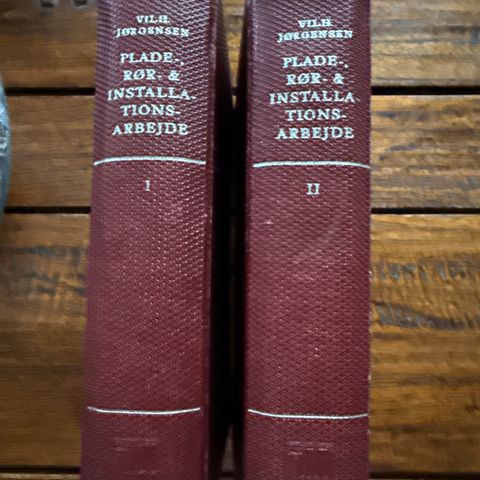 VILH.
JØRGENSEN
PLADE-,
RØR- &
INSTALLA-
TIONS-
ARBEJDE
I
VILH.
JØRGENSEN
PLADE-,
RØR- &
INSTALLA-
TIONS-
ARBEJDE
II